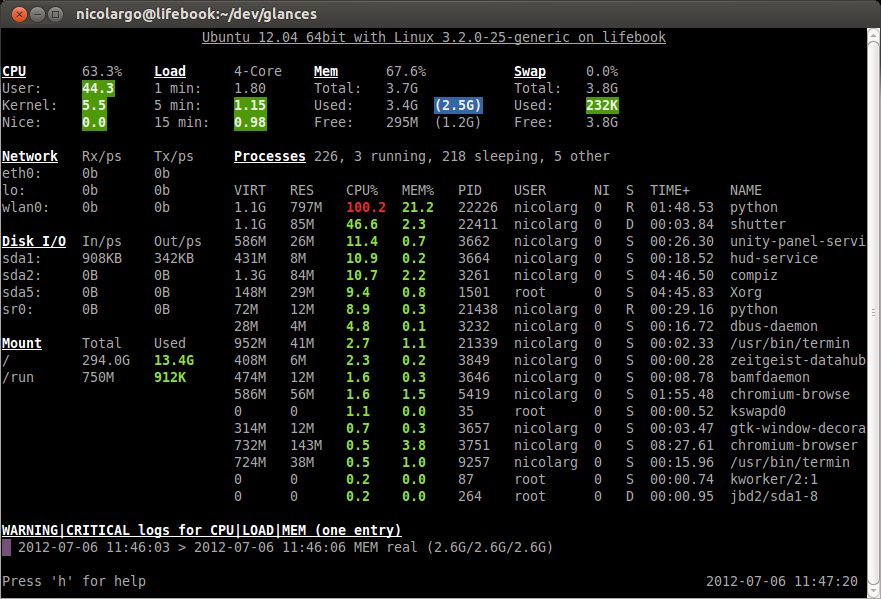 nicolargo@lifebook:~/dev/glances
Ubuntu 12.04 64bit with Linux 3.2.0-25-generic on lifebook
CPU 63.3% Load 4-Core Mem 67.6% Swap 0.0%
User: 44.3 1 min: 1.80 Total: 3.7G Total: 3.8G
Kernel: 5.5 5 min: 1.15 Used: 3.4G (2.5G) Used: 232K
Nice: 0.0 15 min: 0.98 Free: 295M (1.2G) Free: 3.8G
Network Rx/ps Tx/ps Processes 226, 3 running, 218 sleeping, 5 other
eth0: 0b 0b
lo: 0b 0b VIRT RES CPU% MEM% PID USER NI S TIME+ NAME
wlan0: 0b 0b 1.1G 797M 100.2 21.2 22226 nicolarg 0 R 01:48.53 python
1.1G 85M 46.6 2.3 22411 nicolarg 0 D 00:03.84 shutter
Disk I/O In/ps Out/ps 586M 26M 11.4 0.7 3662 nicolarg 0 S 00:26.30 unity-panel-servi
sda1: 908KB 342KB 431M 8M 10.9 0.2 3664 nicolarg 0 S 00:18.52 hud-service
sda2: 0B 0B 1.3G 84M 10.7 2.2 3261 nicolarg 0 S 04:46.50 compiz
sda5: 0B 0B 148M 29M 9.4 0.8 1501 root 0 S 04:45.83 Xorg
sr0: 0B 0B 72M 12M 8.9 0.3 21438 nicolarg 0 R 00:29.16 python
28M 4M 4.8 0.1 3232 nicolarg 0 S 00:16.72 dbus-daemon
Mount Total Used 952M 41M 2.7 1.1 21339 nicolarg 0 S 00:02.33 /usr/bin/termin
/ 294.0G 13.4G 408M 6M 2.3 0.2 3849 nicolarg 0 S 00:00.28 zeitgeist-datahub
/run 750M 912K 474M 12M 1.6 0.3 3646 nicolarg 0 S 00:08.78 bamfdaemon
586M 56M 1.6 1.5 5419 nicolarg 0 S 01:55.48 chromium-browse
0 0 1.1 0.0 35 root 0 S 00:00.52 kswapd0
314M 12M 0.7 0.3 3657 nicolarg 0 S 00:03.47 gtk-window-decora
732M 143M 0.5 3.8 3751 nicolarg 0 S 08:27.61 chromium-browser
724M 38M 0.5 1.0 9257 nicolarg 0 S 00:15.96 /usr/bin/termin
0 0 0.2 0.0 87 root 0 S 00:00.74 kworker/2:1
0 0 0.2 0.0 264 root 0 D 00:00.95 jbd2/sda1-8
WARNING|CRITICAL logs for CPU|LOAD|MEM (one entry)
2012-07-06 11:46:03 > 2012-07-06 11:46:06 MEM real (2.6G/2.6G/2.6G)
Press 'h' for help 2012-07-06 11:47:20